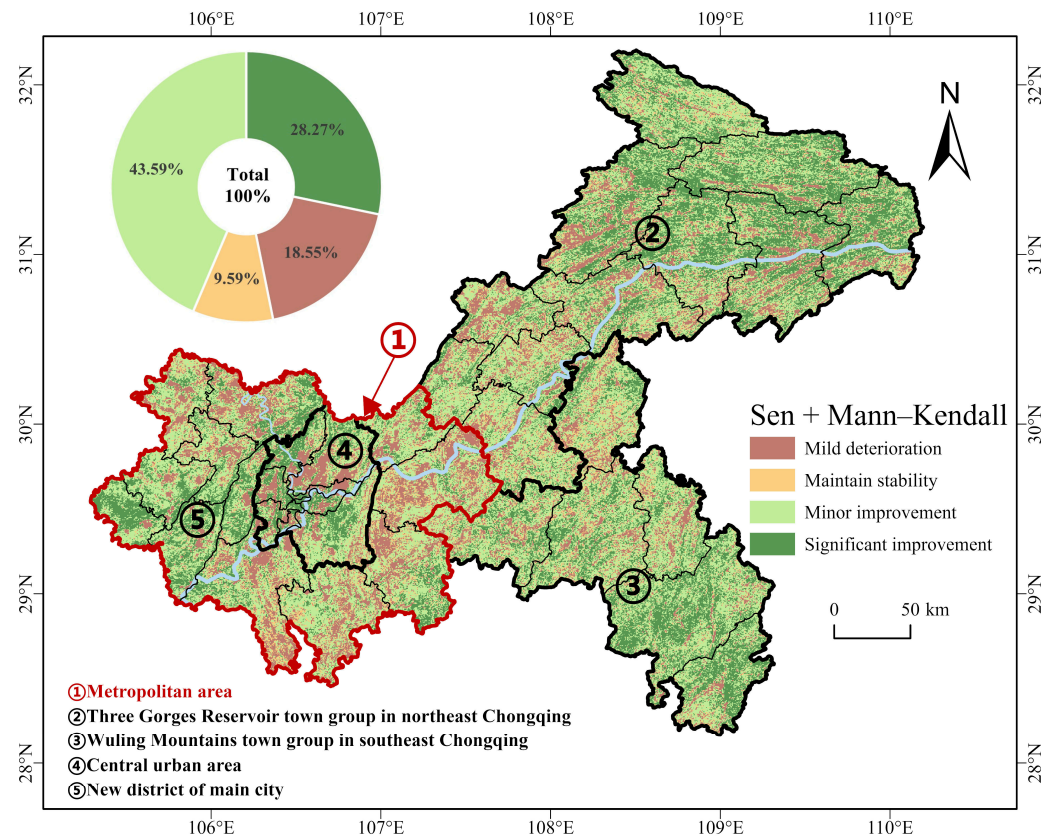 106°E 107°E 108°E 109°E 110°E
32°N
31°N
30°N
29°N
28°N
28.27%
43.59%
Total
100%
18.55%
9.59%
N
①
②
③
④
⑤
32°N
31°N
30°N
29°N
28°N
Sen + Mann–Kendall
Mild deterioration
Maintain stability
Minor improvement
Significant improvement
0 50 km
①Metropolitan area
②Three Gorges Reservoir town group in northeast Chongqing
③Wuling Mountains town group in southeast Chongqing
④Central urban area
⑤New district of main city
106°E 107°E 108°E 109°E 110°E